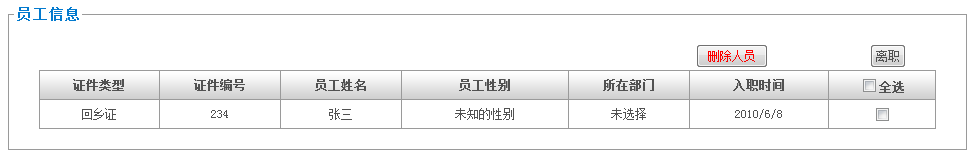 员工信息
删除人员 离职
证件类型 证件编号 员工姓名 员工性别 所在部门 入职时间 全选
回乡证 234 张三 未知的性别 未选择 2010/6/8